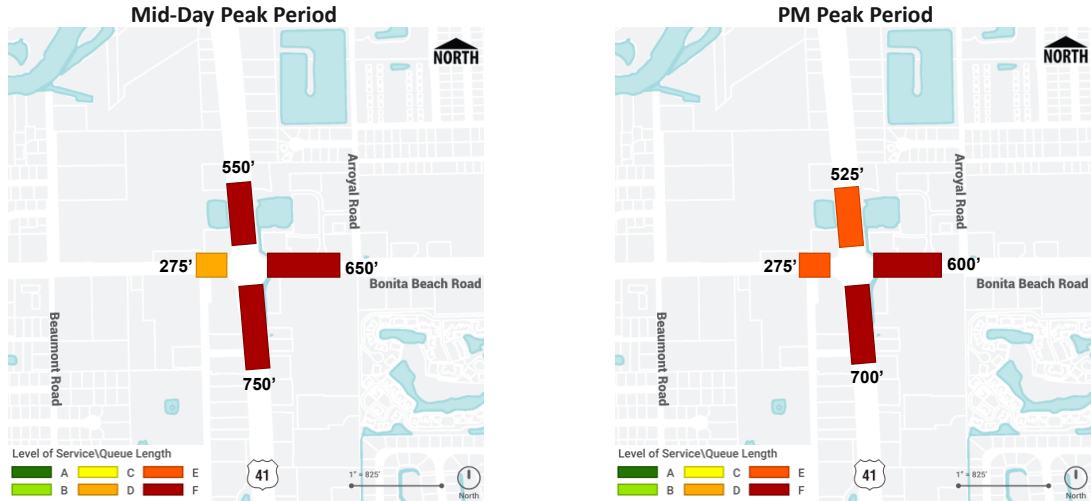 Mid-Day Peak Period
NORTH
550’
Arroyal Road
275’
650’
Bonita Beach Road
Beaumont Road
750’
Level of Service\Queue Length
A
C
E
B
D
F
41
1" = 825'
North
PM Peak Period
NORTH
525’
Arroyal Road
275’
600’
Bonita Beach Road
Beaumont Road
700’
Level of Service\Queue Length
A
C
E
B
D
F
41
1" = 825'
North